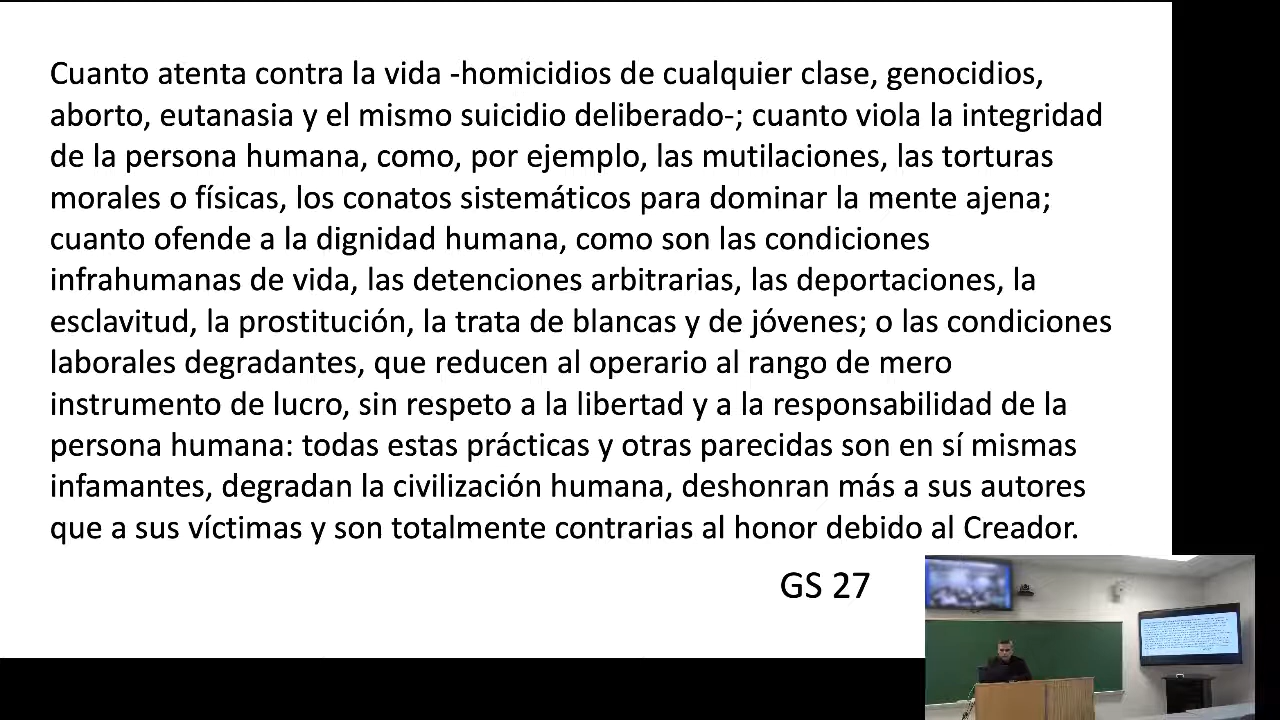 Cuanto atenta contra la vida -homicidios de cualquier clase, genocidios,
aborto, eutanasia y el mismo suicidio deliberado-; cuanto viola la integridad
de la persona humana, como, por ejemplo, las mutilaciones, las torturas
morales o físicas, los conatos sistemáticos para dominar la mente ajena;
cuanto ofende a la dignidad humana, como son las condiciones
infrahumanas de vida, las detenciones arbitrarias, las deportaciones, la
esclavitud, la prostitución, la trata de blancas y de jóvenes; o las condiciones
laborales degradantes, que reducen al operario al rango de mero
instrumento de lucro, sin respeto a la libertad y a la responsabilidad de la
persona humana: todas estas prácticas y otras parecidas son en sí mismas
infamantes, degradan la civilización humana, deshonran más a sus autores
que a sus víctimas y son totalmente contrarias al honor debido al Creador.
GS 27